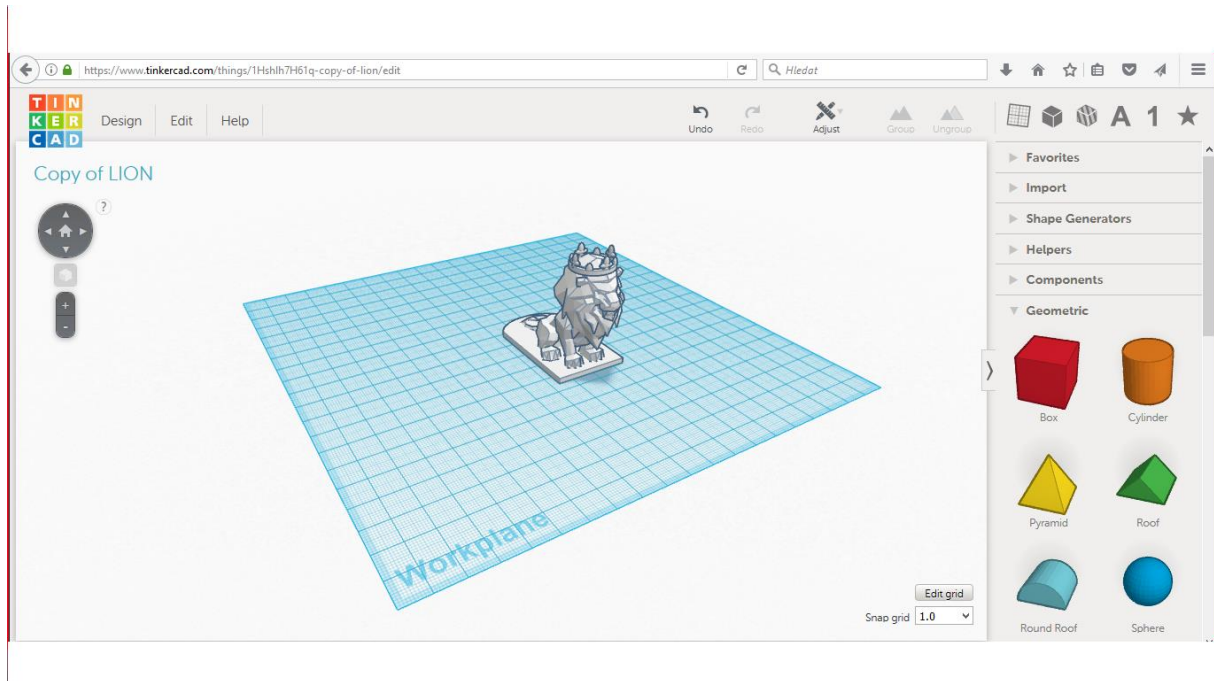 https://www.tinkercad.com/things/1Hshlh7H61q-copy-of-lion/edit
Hledat
TIN
KER
CAD
Design Edit Help
Undo Redo Adjust Group Ungroup
A 1
Copy of LION
?
+
-
Workplane
Edit grid
Snap grid 1.0
Favorites
Import
Shape Generators
Helpers
Components
Geometric
Box Cylinder
Pyramid Roof
Round Roof Sphere